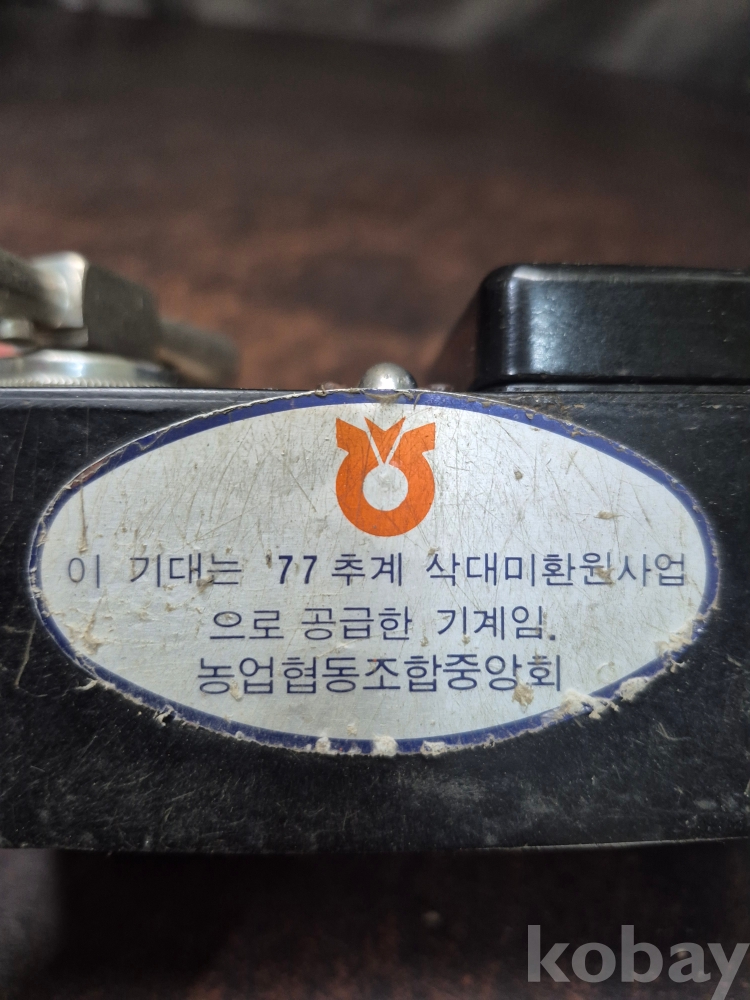 이 기대는 '77 추계 삭대미환원사업
으로 공급한 기계임.
농업협동조합중앙회
kobay